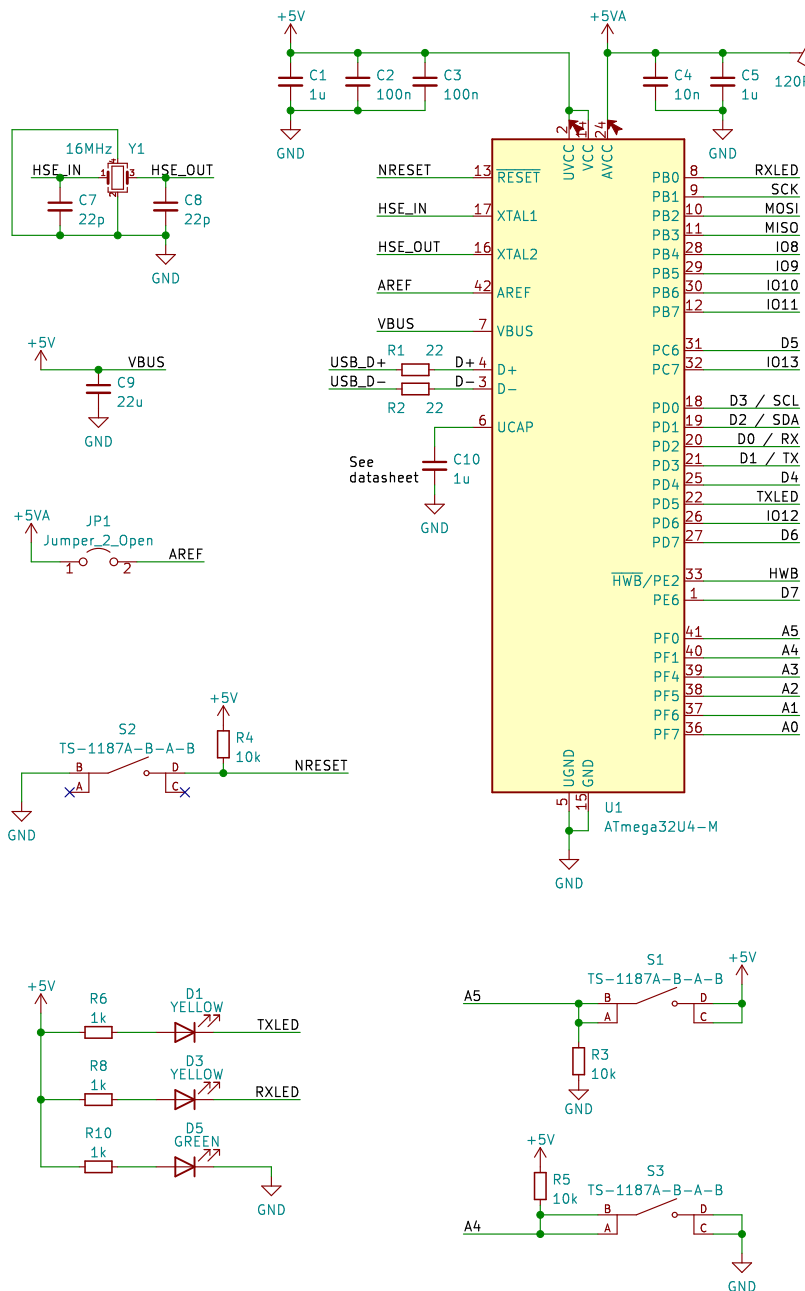 +5V
+5VA
C1
1u
C2
100n
C3
100n
C4
10n
C5
1u
GND
GND
16MHz Y1
HSE_IN
HSE_OUT
1
2
3
4
C7
22p
C8
22p
GND
+5V
VBUS
C9
22u
GND
+5VA
JP1
Jumper_2_Open
1
2
AREF
2
14
24
UVCC
VCC
AVCC
NRESET 13 RESET
HSE_IN 17 XTAL1
HSE_OUT 16 XTAL2
AREF 42 AREF
VBUS 7 VBUS
USB_D+ R1 22 D+ 4 D+
USB_D- R2 22 D- 3 D-
6 UCAP
See
datasheet
C10
1u
GND
PB0 8 RXLED
PB1 9 SCK
PB2 10 MOSI
PB3 11 MISO
PB4 28 IO8
PB5 29 IO9
PB6 30 IO10
PB7 12 IO11
PC6 31 D5
PC7 32 IO13
PD0 18 D3 / SCL
PD1 19 D2 / SDA
PD2 20 D0 / RX
PD3 21 D1 / TX
PD4 25 D4
PD5 22 TXLED
PD6 26 IO12
PD7 27 D6
HWB/PE2 33 HWB
PE6 1 D7
PF0 41 A5
PF1 40 A4
PF4 39 A3
PF5 38 A2
PF6 37 A1
PF7 36 A0
UGND
GND
5
15
U1
ATmega32U4-M
GND
S2
TS-1187A-B-A-B
B
A
D
C
+5V
R4
10k
NRESET
GND
+5V
R6
1k
D1
YELLOW
TXLED
R8
1k
D3
YELLOW
RXLED
R10
1k
D5
GREEN
GND
A5
S1
TS-1187A-B-A-B
B
A
D
C
+5V
R3
10k
GND
+5V
R5
10k
A4
S3
TS-1187A-B-A-B
B
A
D
C
GND